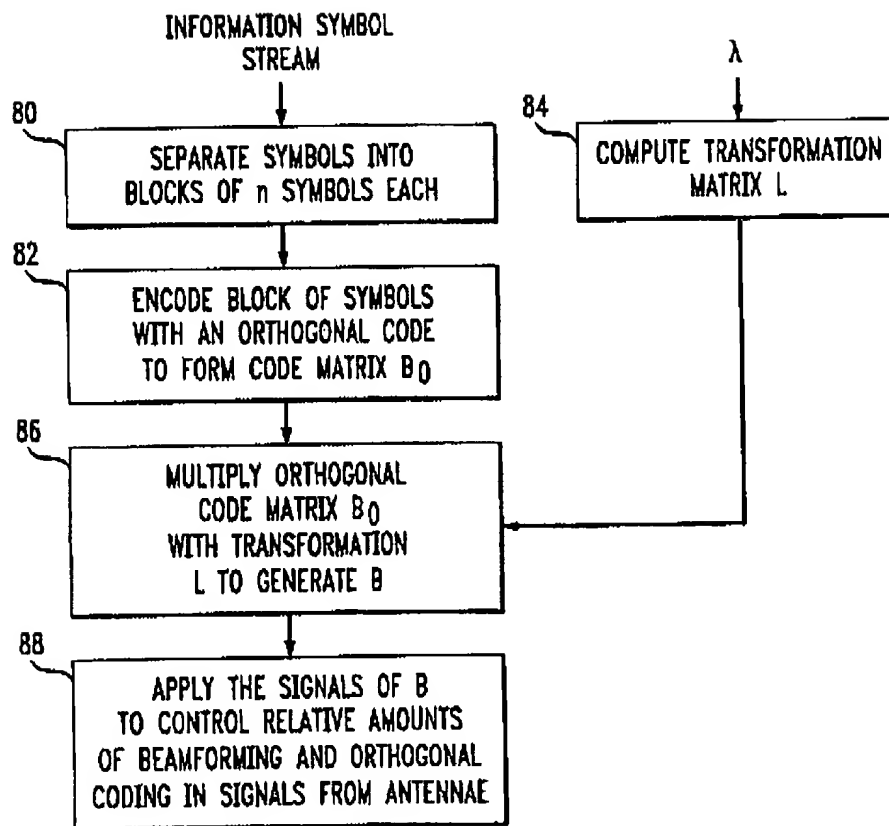 INFORMATION SYMBOL
STREAM
80
SEPARATE SYMBOLS INTO
BLOCKS OF n SYMBOLS EACH
λ
84
COMPUTE TRANSFORMATION
MATRIX L
82
ENCODE BLOCK OF SYMBOLS
WITH AN ORTHOGONAL CODE
TO FORM CODE MATRIX B0
86
MULTIPLY ORTHOGONAL
CODE MATRIX B0
WITH TRANSFORMATION
L TO GENERATE B
88
APPLY THE SIGNALS OF B
TO CONTROL RELATIVE AMOUNTS
OF BEAMFORMING AND ORTHOGONAL
CODING IN SIGNALS FROM ANTENNAE